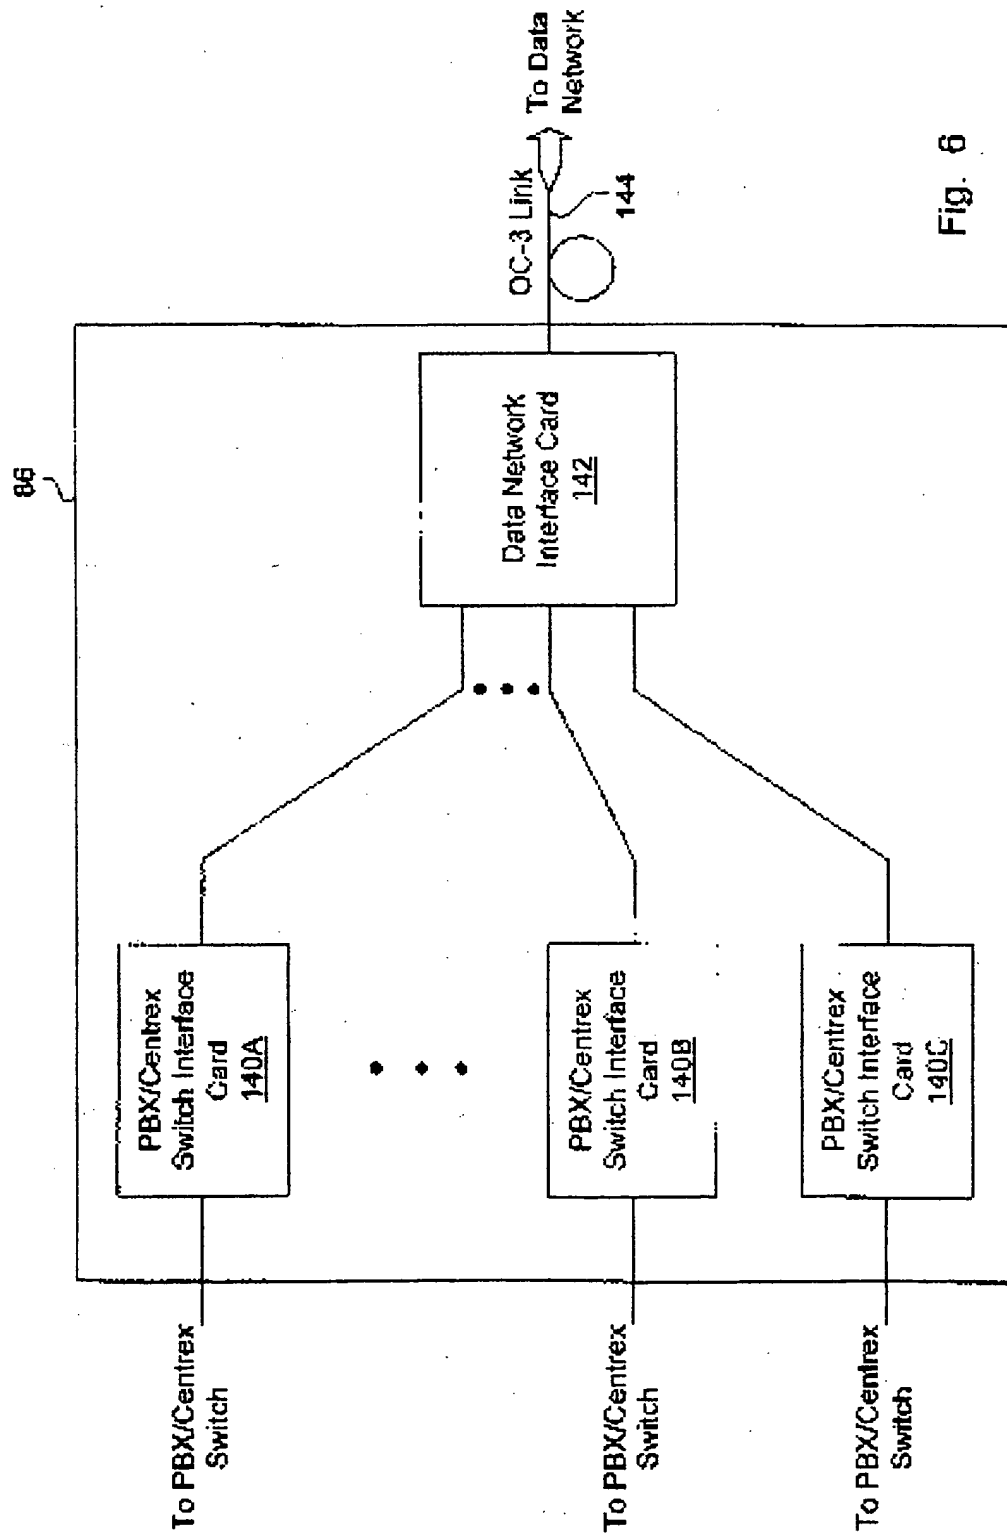 86
To PBX/Centrex
Switch
PBX/Centrex
Switch Interface
Card
140A
To PBX/Centrex
Switch
PBX/Centrex
Switch Interface
Card
140B
To PBX/Centrex
Switch
PBX/Centrex
Switch Interface
Card
140C
Data Network
Interface Card
142
OC-3 Link
144
To Data
Network
Fig. 6